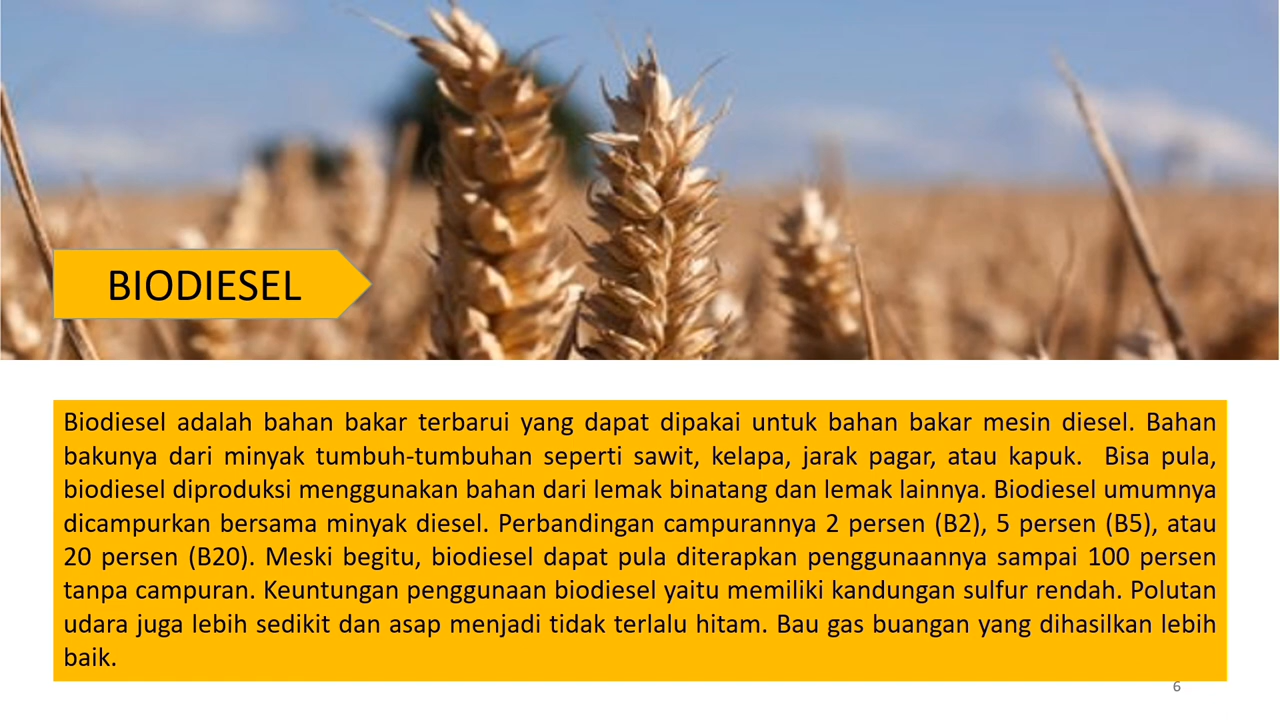 BIODIESEL
Biodiesel adalah bahan bakar terbarui yang dapat dipakai untuk bahan bakar mesin diesel. Bahan
bakunya dari minyak tumbuh-tumbuhan seperti sawit, kelapa, jarak pagar, atau kapuk.  Bisa pula,
biodiesel diproduksi menggunakan bahan dari lemak binatang dan lemak lainnya. Biodiesel umumnya
dicampurkan bersama minyak diesel. Perbandingan campurannya 2 persen (B2), 5 persen (B5), atau
20 persen (B20). Meski begitu, biodiesel dapat pula diterapkan penggunaannya sampai 100 persen
tanpa campuran. Keuntungan penggunaan biodiesel yaitu memiliki kandungan sulfur rendah. Polutan
udara juga lebih sedikit dan asap menjadi tidak terlalu hitam. Bau gas buangan yang dihasilkan lebih
baik.
6